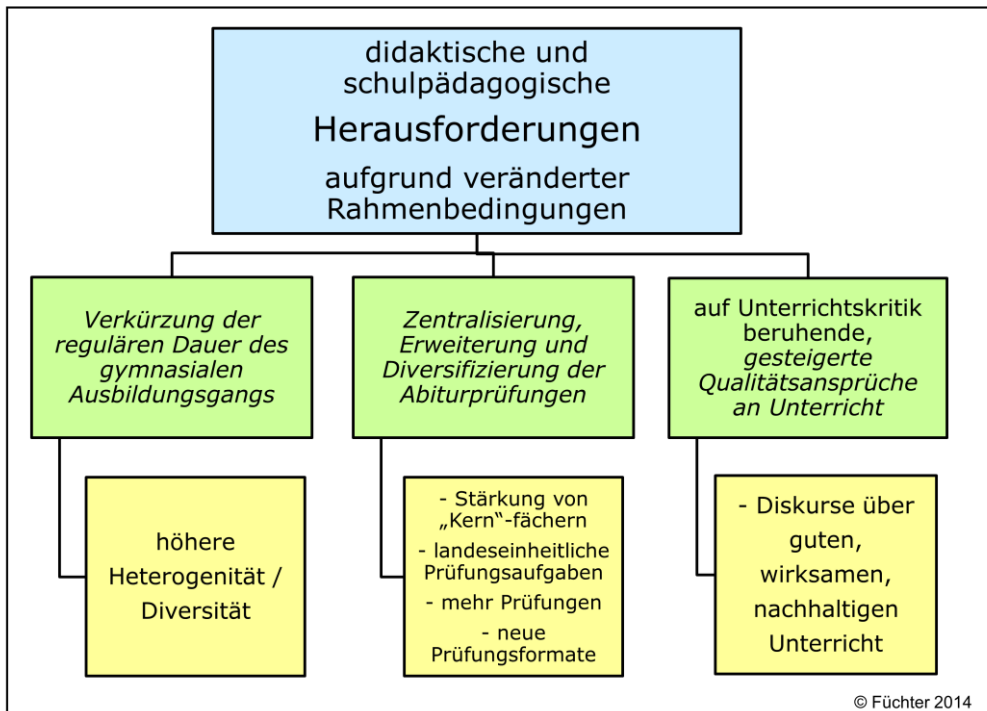 didaktische und
schulpädagogische
Herausforderungen
aufgrund veränderter
Rahmenbedingungen
Verkürzung der
regulären Dauer des
gymnasialen
Ausbildungsgangs
Zentralisierung,
Erweiterung und
Diversifizierung der
Abiturprüfungen
auf Unterrichtskritik
beruhende,
gesteigerte
Qualitätsansprüche
an Unterricht
höhere
Heterogenität /
Diversität
- Stärkung von
„Kern“-fächern
- landeseinheitliche
Prüfungsaufgaben
- mehr Prüfungen
- neue
Prüfungsformate
- Diskurse über
guten,
wirksamen,
nachhaltigen
Unterricht
© Füchter 2014